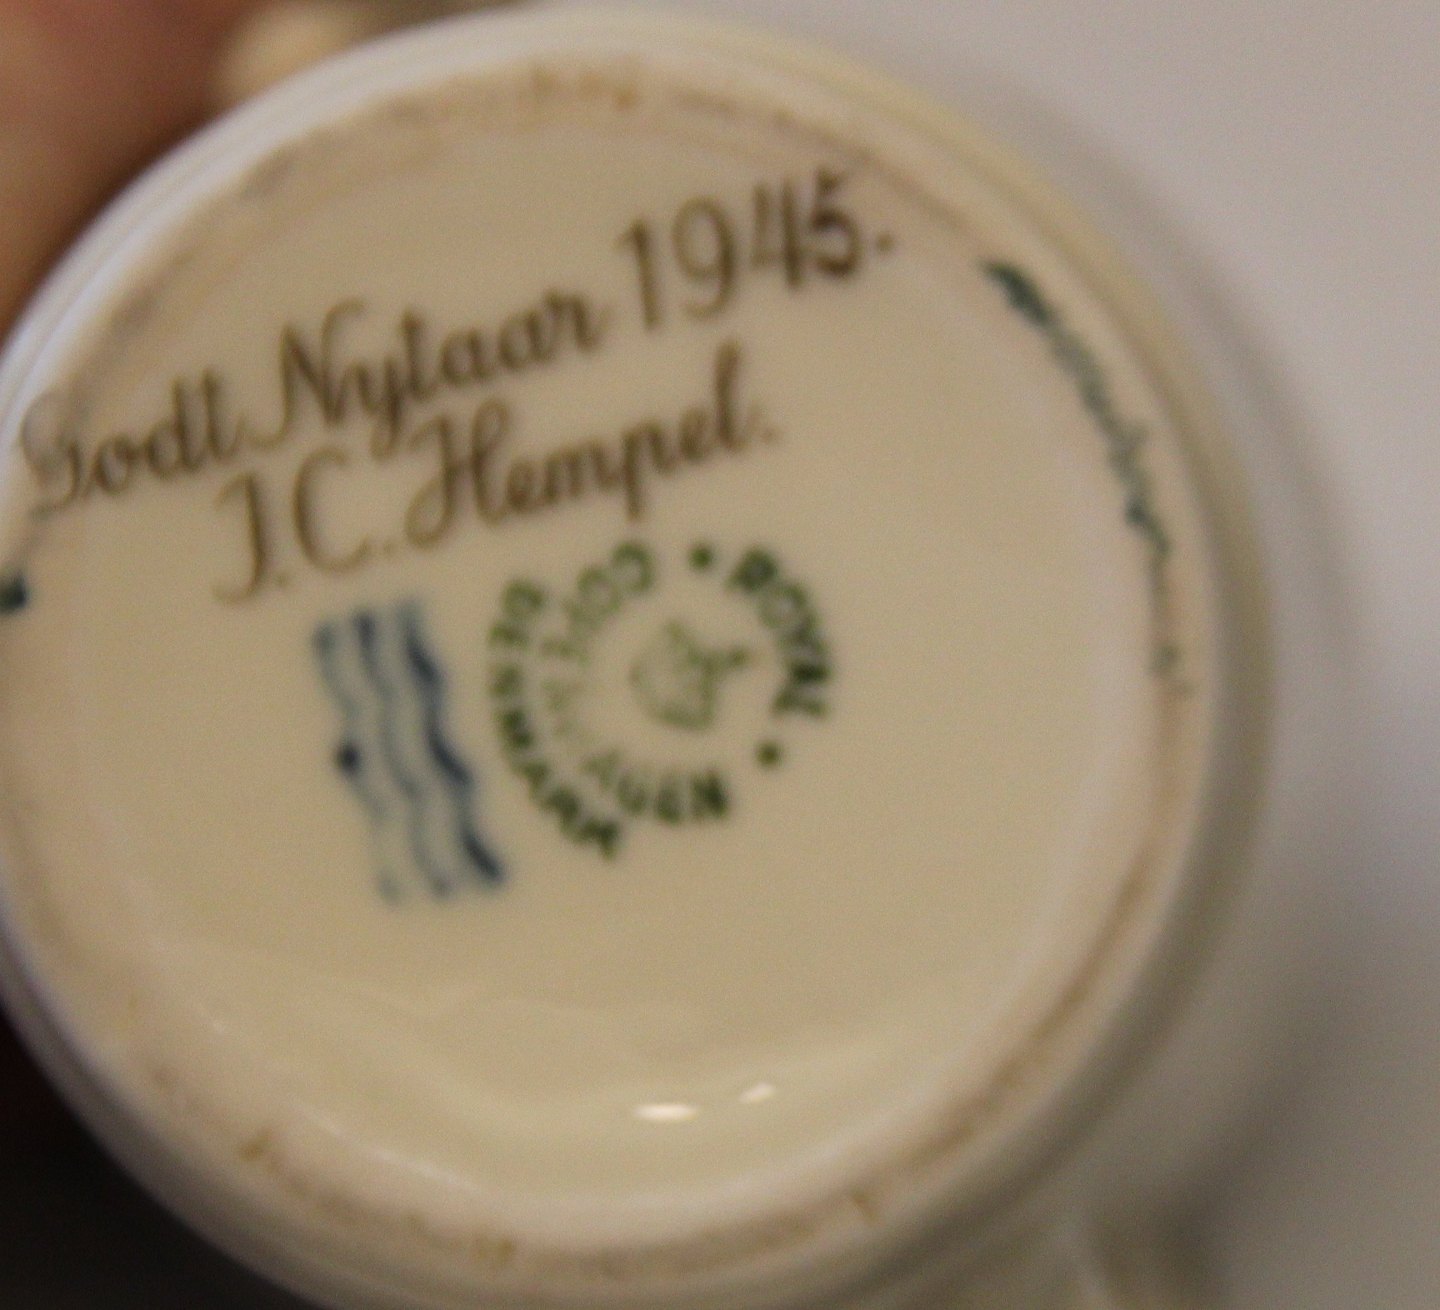 Godt Nytaar 1945.
J.C. Hempel.
ROYAL
COPENHAGEN
DENMARK